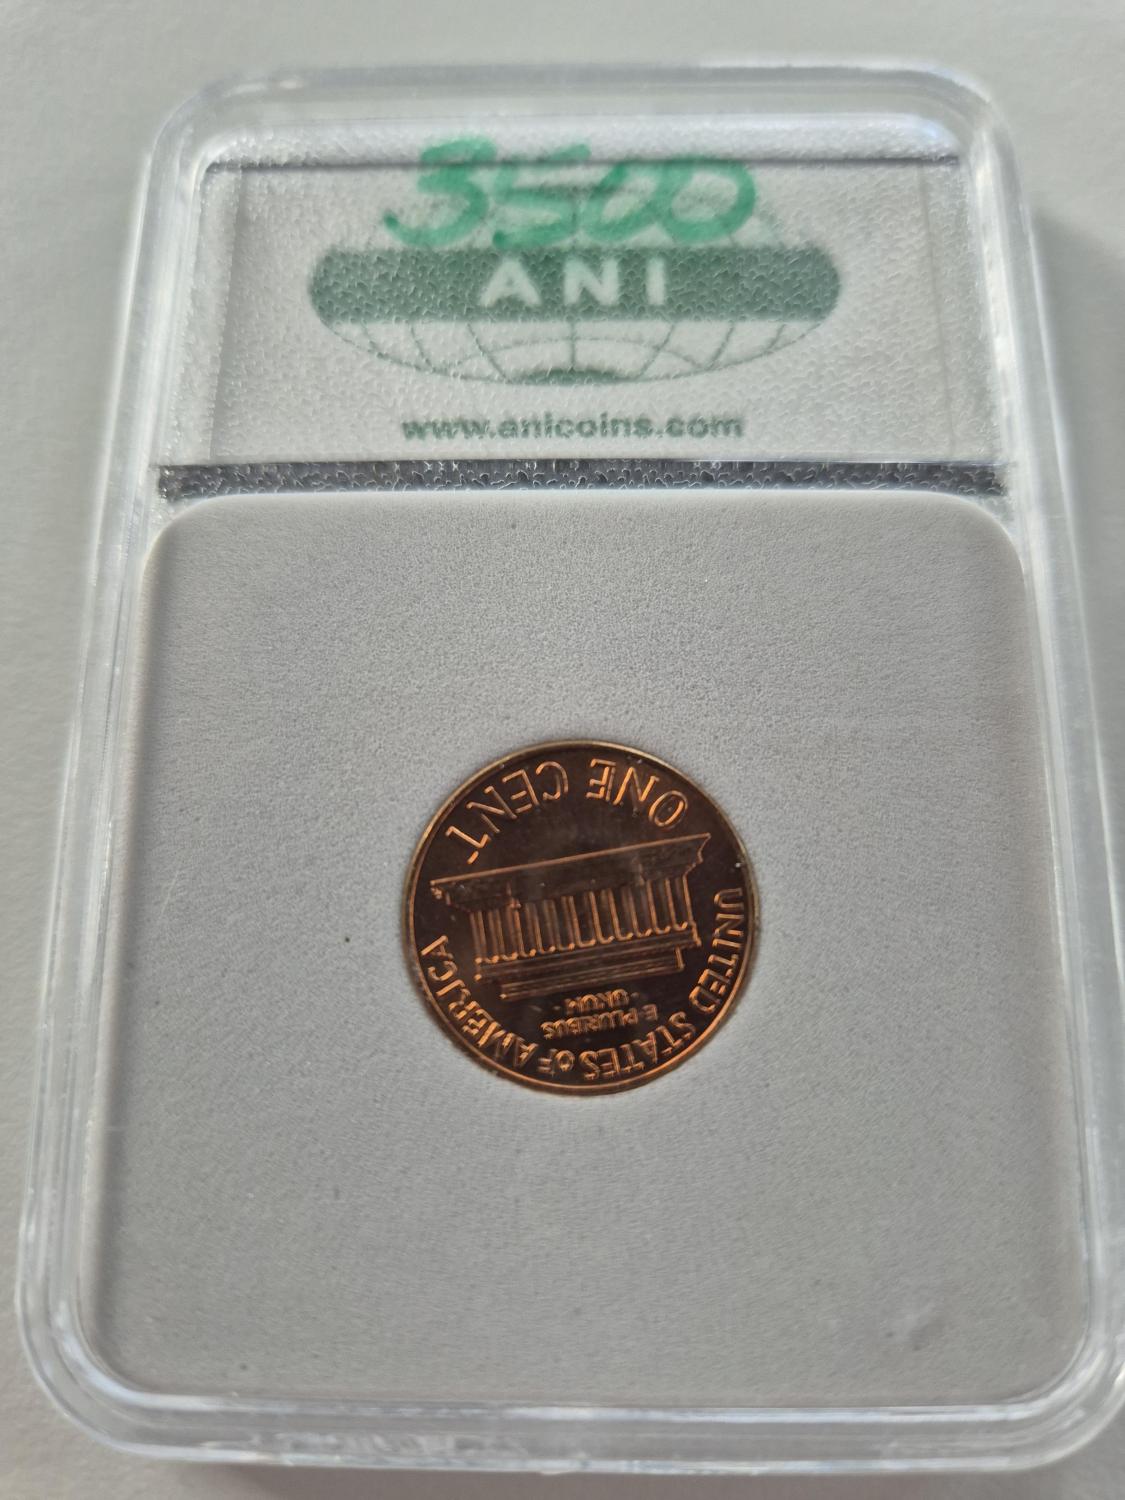 3500
ANI
www.anicoins.com
ONE CENT
UNITED STATES OF AMERICA
E·PLURIBUS
·UNUM·